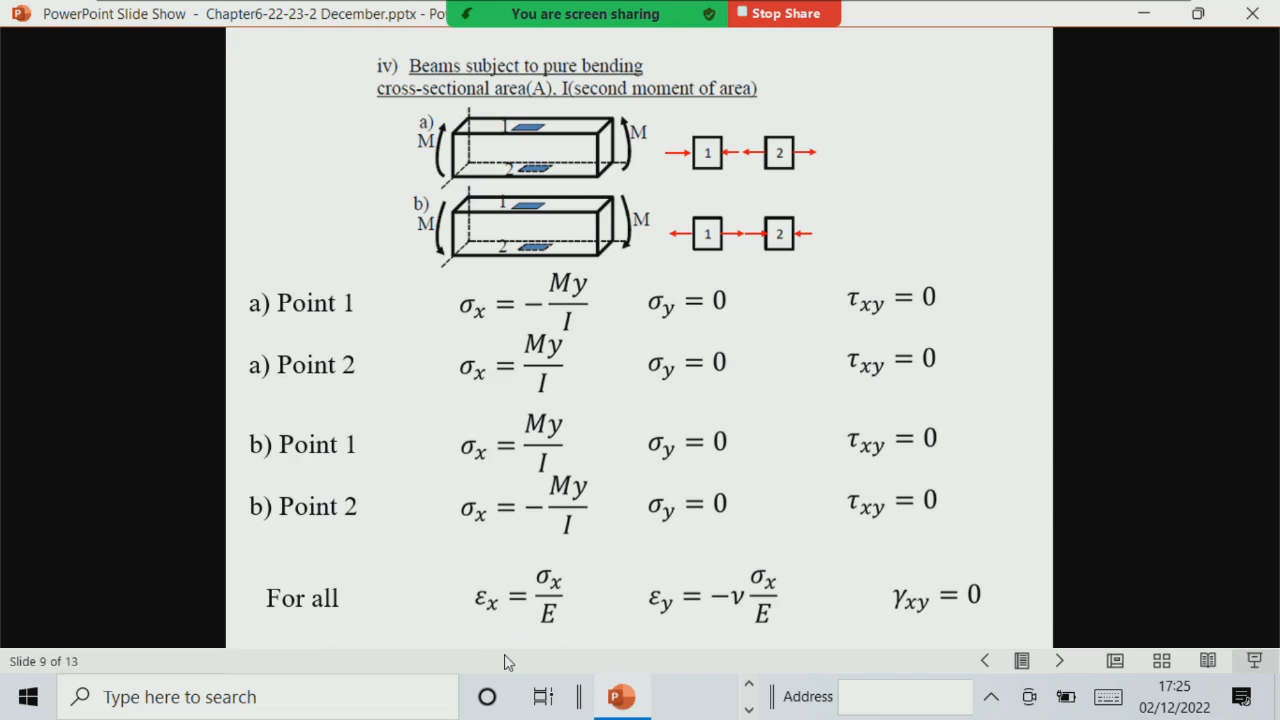 PowerPoint Slide Show - Chapter6-22-23-2 December.pptx - Po
You are screen sharing
Stop Share
iv) Beams subject to pure bending
cross-sectional area(A), I(second moment of area)
a)
M
1
2
M
1
2
b)
M
1
2
M
1
2
a) Point 1 σx = −My/I σy = 0 τxy = 0
a) Point 2 σx = My/I σy = 0 τxy = 0
b) Point 1 σx = My/I σy = 0 τxy = 0
b) Point 2 σx = −My/I σy = 0 τxy = 0
For all εx = σx/E εy = −ν σx/E γxy = 0
Slide 9 of 13
Type here to search
Address
17:25
02/12/2022